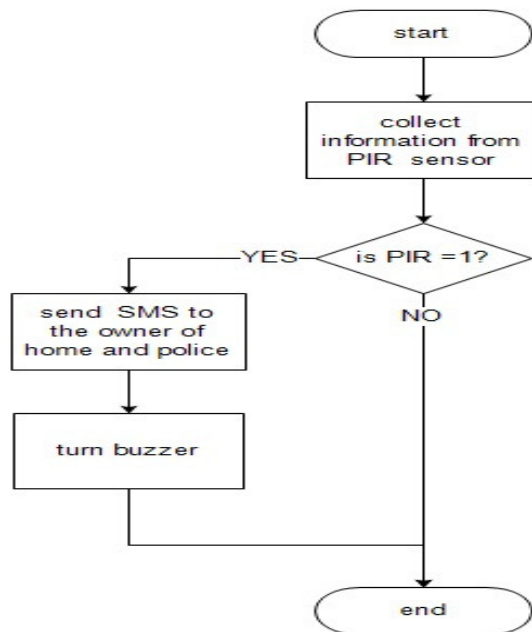 start
collect
information from
PIR sensor
is PIR =1?
YES
NO
send SMS to
the owner of
home and police
turn buzzer
end